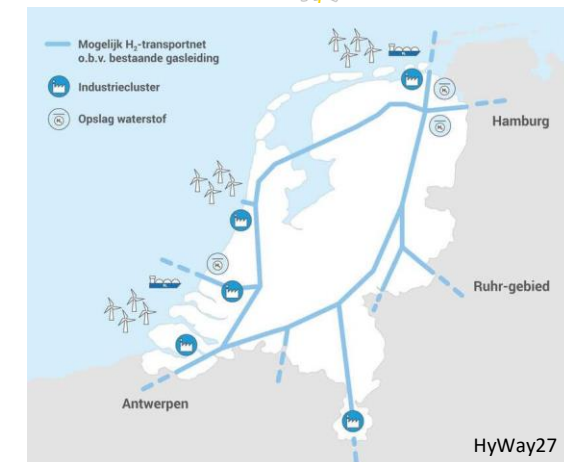 Mogelijk H₂-transportnet
o.b.v. bestaande gasleiding
Industriecluster
Opslag waterstof
Hamburg
Ruhr-gebied
Antwerpen
HyWay27